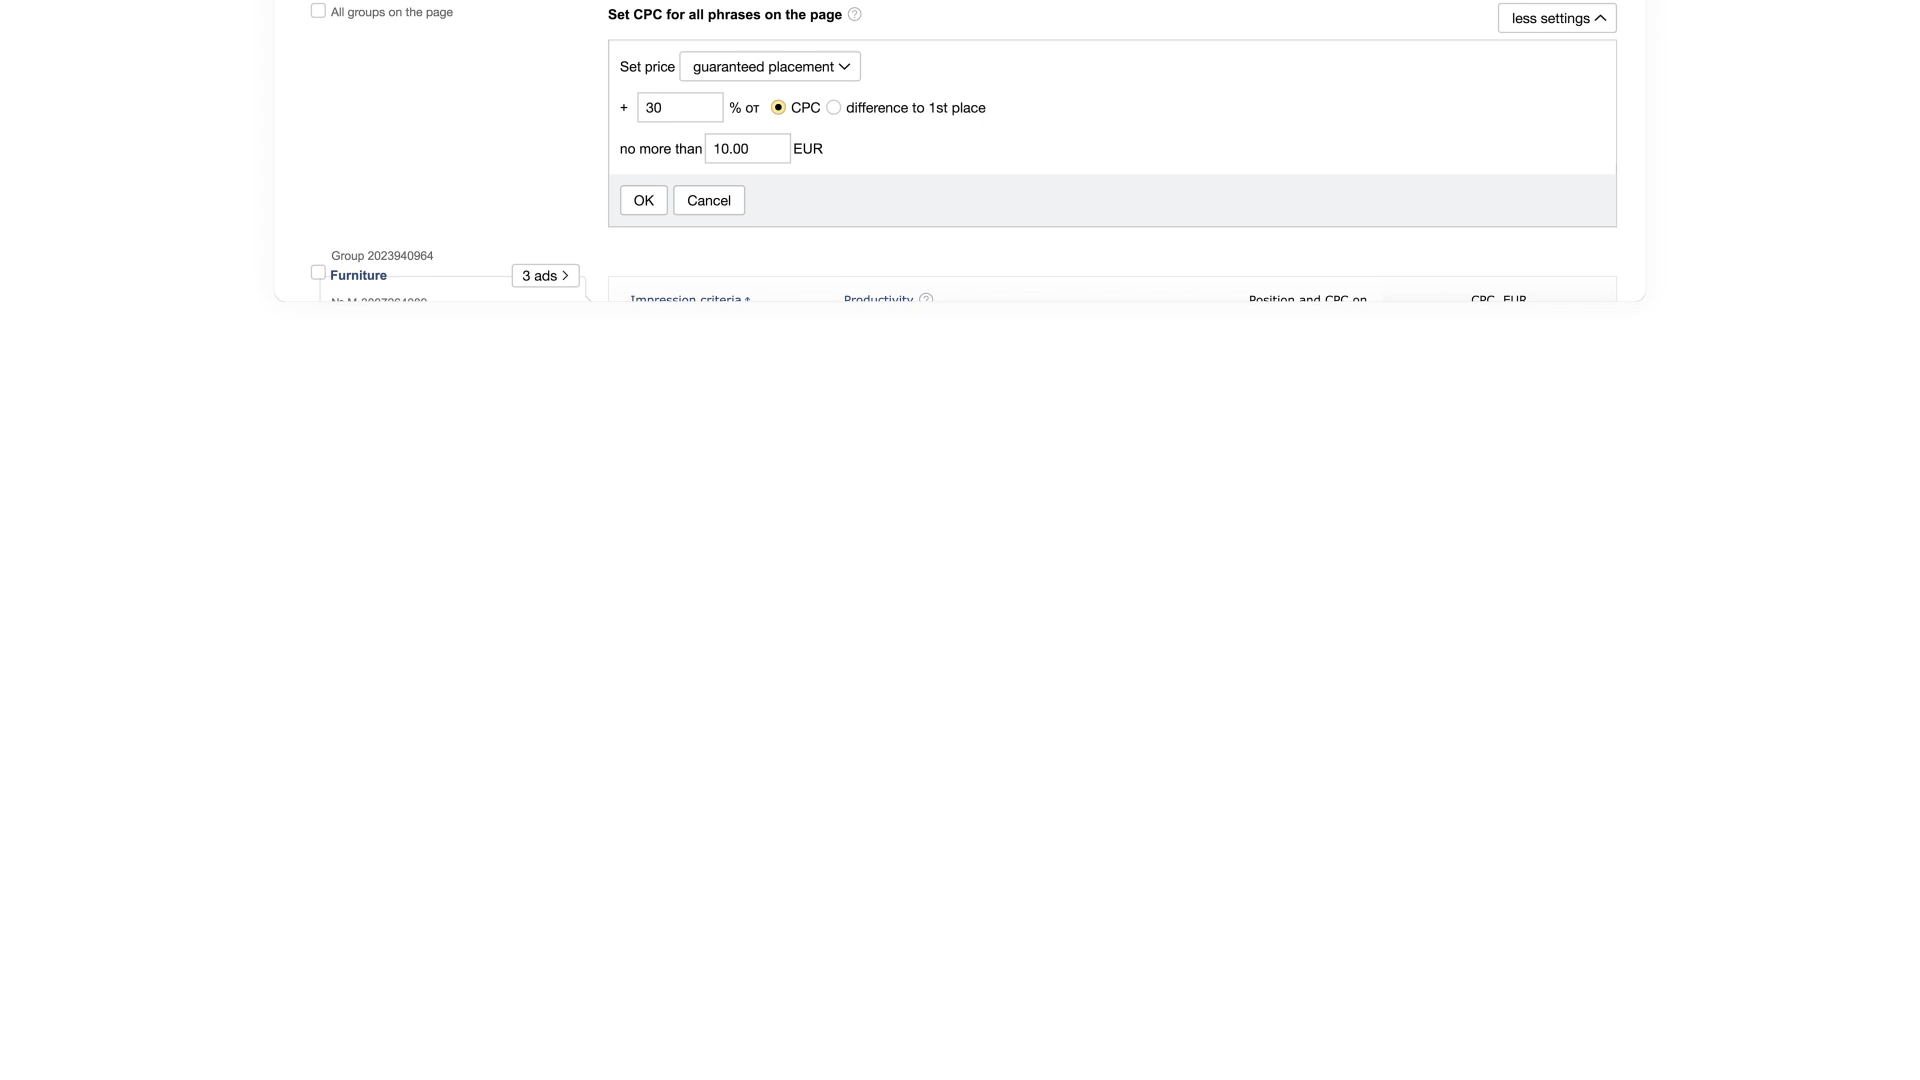 All groups on the page
Set CPC for all phrases on the page
less settings
Set price guaranteed placement
+ 30 % от CPC difference to 1st place
no more than 10.00 EUR
OK Cancel
Group 2023940964
Furniture
3 ads
Impression criteria Productivity Position and CPC on CPC, EUR